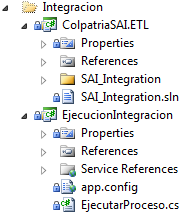 Integracion
ColpatriaSAI.ETL
Properties
References
SAI_Integration
SAI_Integration.sln
EjecucionIntegracion
Properties
References
Service References
app.config
EjecutarProceso.cs